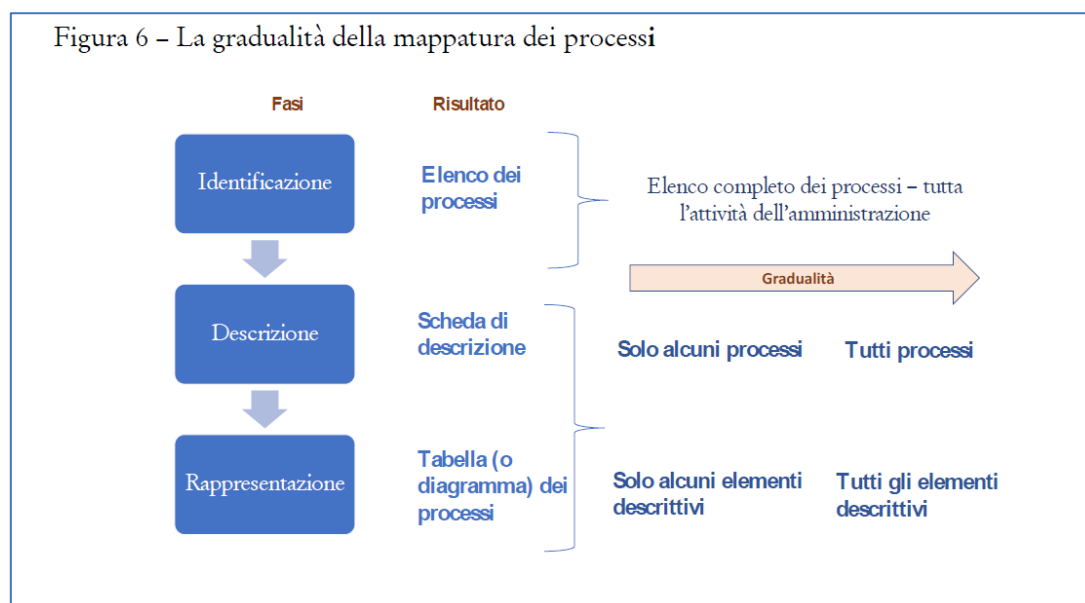 Figura 6 – La gradualità della mappatura dei processi
Fasi
Risultato
Identificazione
Elenco dei
processi
Elenco completo dei processi – tutta
l'attività dell'amministrazione
Gradualità
Descrizione
Scheda di
descrizione
Solo alcuni processi
Tutti processi
Rappresentazione
Tabella (o
diagramma) dei
processi
Solo alcuni elementi
descrittivi
Tutti gli elementi
descrittivi